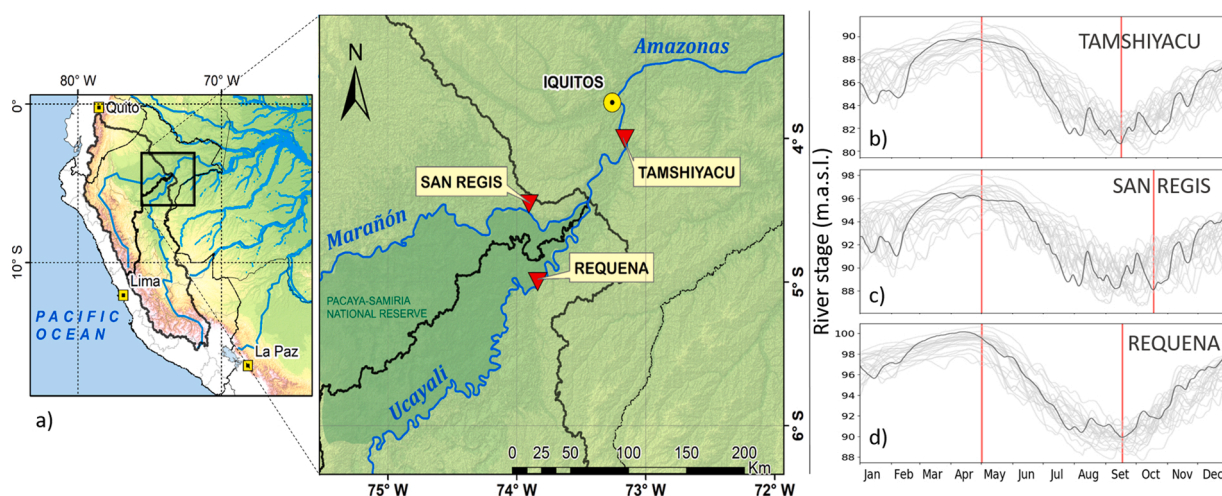 80° W
70° W
0°
10° S
Quito
Lima
La Paz
PACIFIC
OCEAN
a)
N
Amazonas
IQUITOS
TAMSHIYACU
SAN REGIS
Marañón
REQUENA
PACAYA-SAMIRIA
NATIONAL RESERVE
Ucayali
0 25 50 100 150 200
Km
4° S
5° S
6° S
75° W
74° W
73° W
72° W
River stage (m.a.s.l.)
TAMSHIYACU
90
88
86
84
82
80
b)
SAN REGIS
98
96
94
92
90
88
c)
REQUENA
100
98
96
94
92
90
88
d)
Jan Feb Mar Apr May Jun Jul Aug Set Oct Nov Dec